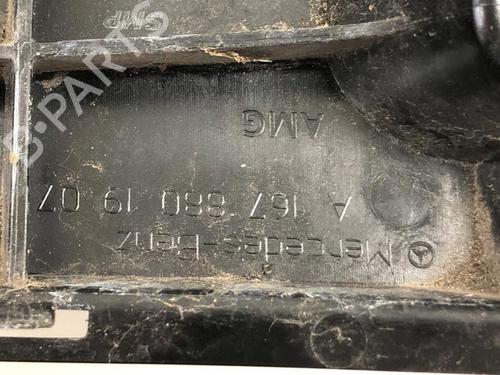 Mercedes-Benz
A 167 880 19 07
AMG
B-PARTS